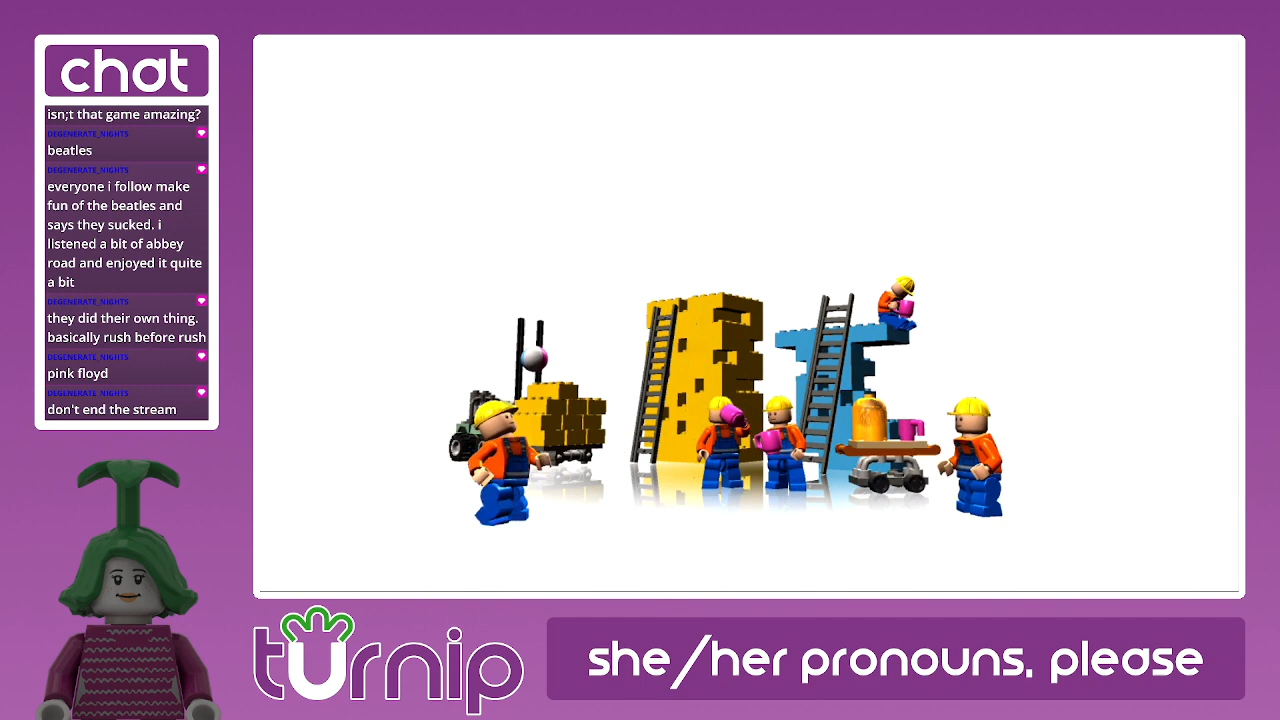 chat
isn;t that game amazing?
DEGENERATE_NIGHTS
beatles
DEGENERATE_NIGHTS
everyone i follow make
fun of the beatles and
says they sucked. i
listened a bit of abbey
road and enjoyed it quite
a bit
DEGENERATE_NIGHTS
they did their own thing.
basically rush before rush
DEGENERATE_NIGHTS
pink floyd
DEGENERATE_NIGHTS
don't end the stream
turnip
she/her pronouns, please